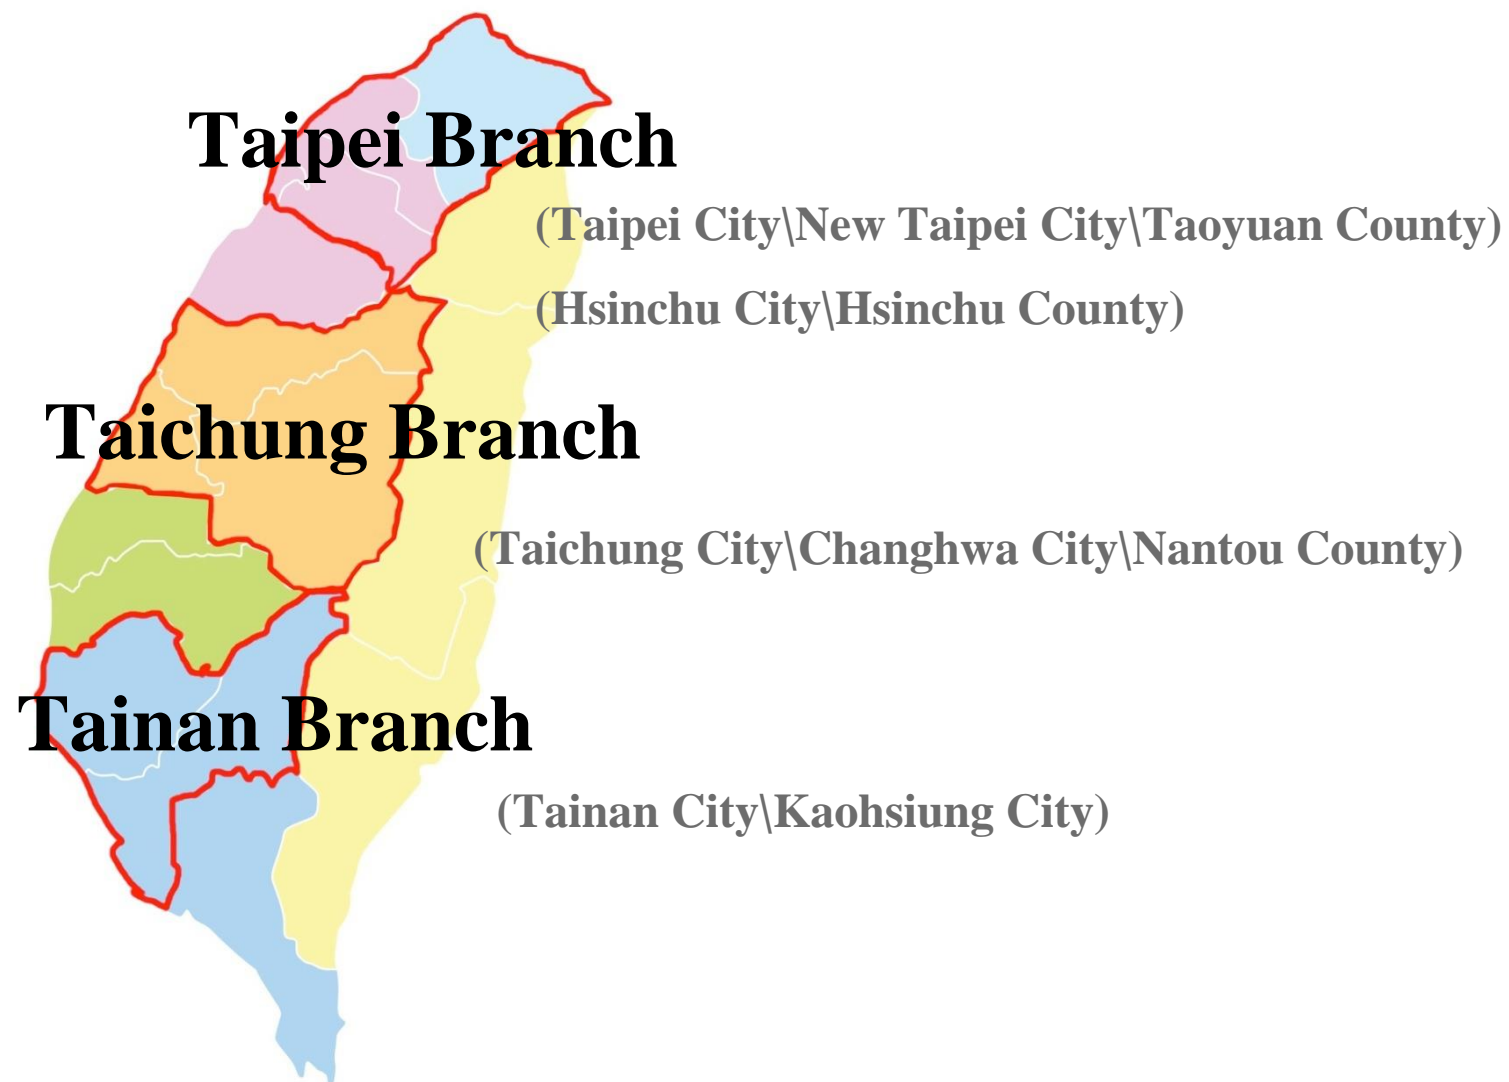 Taipei Branch
(Taipei City\New Taipei City\Taoyuan County)
(Hsinchu City\Hsinchu County)
Taichung Branch
(Taichung City\Changhwa City\Nantou County)
Tainan Branch
(Tainan City\Kaohsiung City)